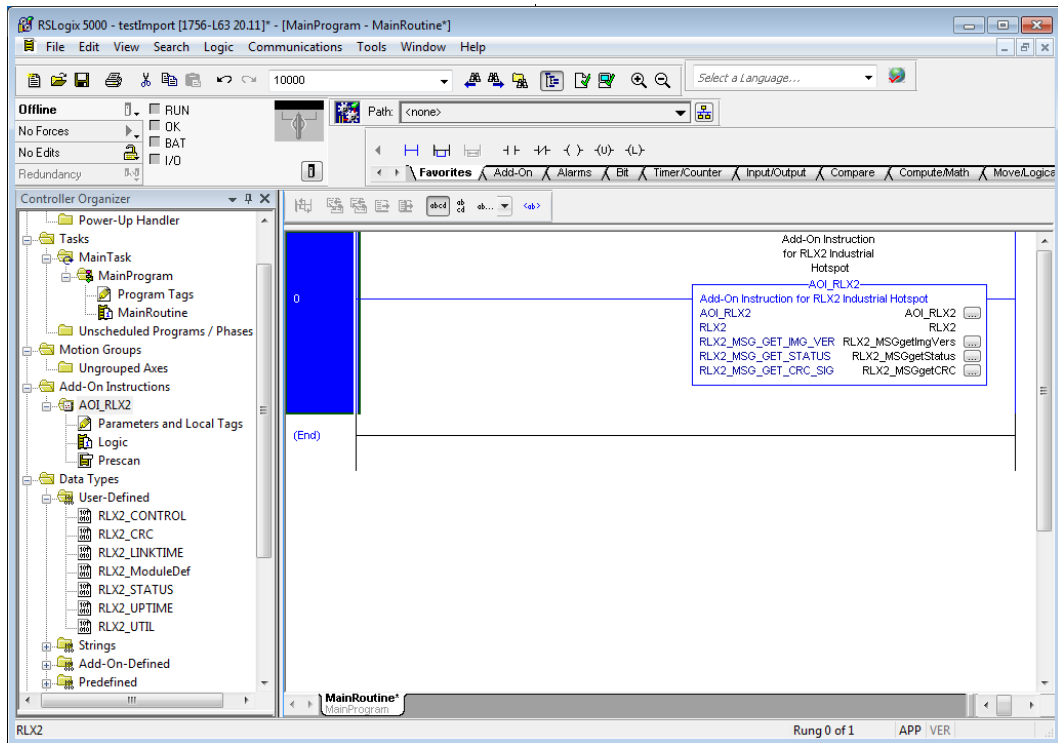 RSLogix 5000 - testImport [1756-L63 20.11]* - [MainProgram - MainRoutine*]
File Edit View Search Logic Communications Tools Window Help
10000
Select a Language...
Offline
RUN
No Forces
OK
No Edits
BAT
Redundancy
I/O
Path: <none>
Favorites Add-On Alarms Bit Timer/Counter Input/Output Compare Compute/Math Move/Logica
Controller Organizer
abcd ab cd ab... <ab>
Power-Up Handler
Tasks
MainTask
MainProgram
Program Tags
MainRoutine
Unscheduled Programs / Phases
Motion Groups
Ungrouped Axes
Add-On Instructions
AOI_RLX2
Parameters and Local Tags
Logic
Prescan
Data Types
User-Defined
RLX2_CONTROL
RLX2_CRC
RLX2_LINKTIME
RLX2_ModuleDef
RLX2_STATUS
RLX2_UPTIME
RLX2_UTIL
Strings
Add-On-Defined
Predefined
0
Add-On Instruction
for RLX2 Industrial
Hotspot
AOI_RLX2
Add-On Instruction for RLX2 Industrial Hotspot
AOI_RLX2 AOI_RLX2 ...
RLX2 RLX2
RLX2_MSG_GET_IMG_VER RLX2_MSGgetImgVers ...
RLX2_MSG_GET_STATUS RLX2_MSGgetStatus ...
RLX2_MSG_GET_CRC_SIG RLX2_MSGgetCRC ...
(End)
MainRoutine*
MainProgram
RLX2
Rung 0 of 1 APP VER